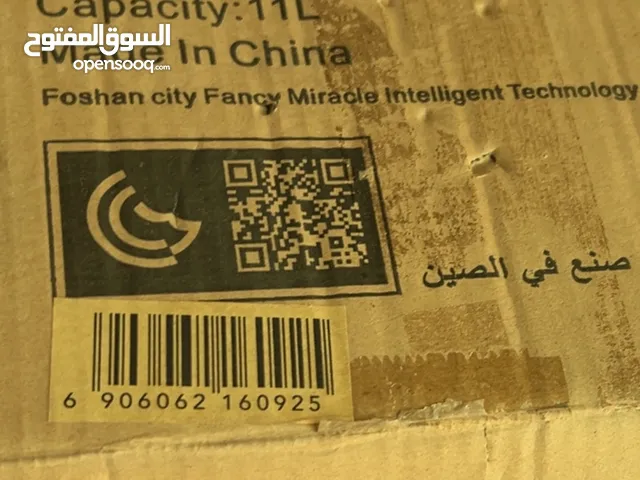 Capacity:11L
السوق المفتوح
opensooq.com
Made In China
Foshan city Fancy Miracle Intelligent Technology
صنع في الصين
6 906062 160925